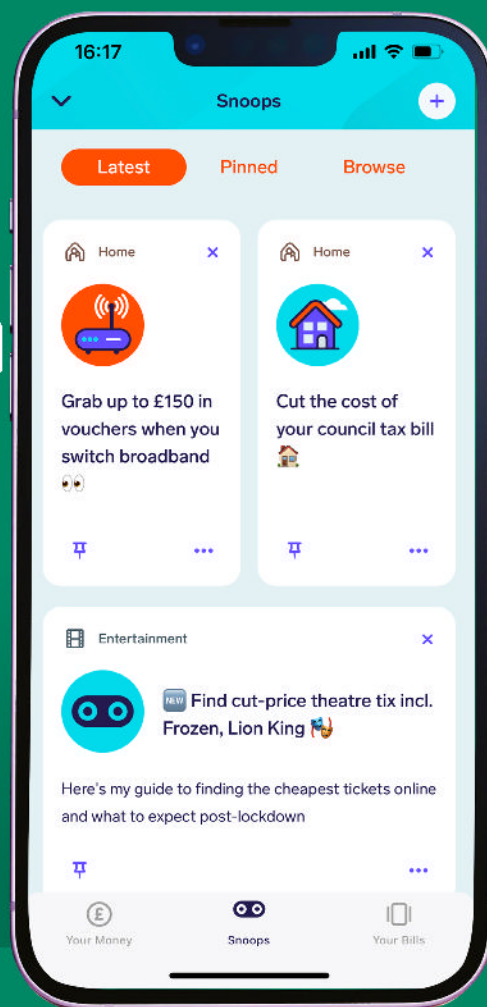 16:17
Snoops
Latest Pinned Browse
Home
Grab up to £150 in
vouchers when you
switch broadband
👀
Home
Cut the cost of
your council tax bill
🏠
Entertainment
🆕 Find cut-price theatre tix incl.
Frozen, Lion King 🎭
Here's my guide to finding the cheapest tickets online
and what to expect post-lockdown
£
Your Money Snoops Your Bills